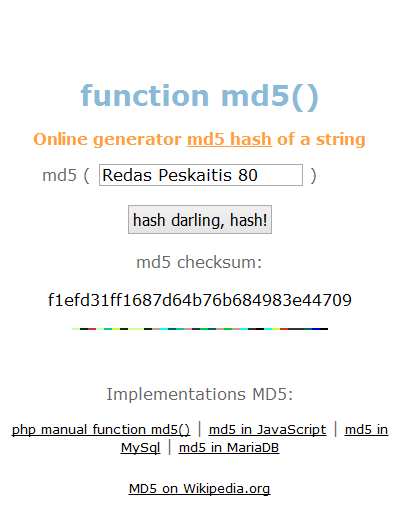 function md5()
Online generator md5 hash of a string
md5 ( Redas Peskaitis 80 )
hash darling, hash!
md5 checksum:
f1efd31ff1687d64b76b684983e44709
Implementations MD5:
php manual function md5() | md5 in JavaScript | md5 in
MySql | md5 in MariaDB
MD5 on Wikipedia.org